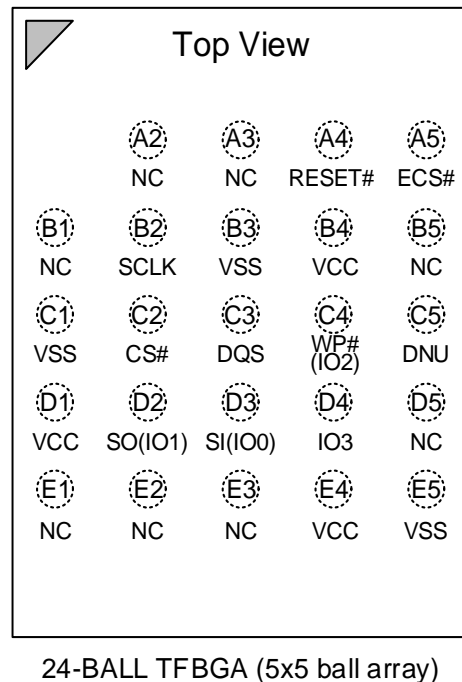 Top View
A2 A3 A4 A5
NC NC RESET# ECS#
B1 B2 B3 B4 B5
NC SCLK VSS VCC NC
C1 C2 C3 C4 C5
VSS CS# DQS WP# DNU
(IO2)
D1 D2 D3 D4 D5
VCC SO(IO1) SI(IO0) IO3 NC
E1 E2 E3 E4 E5
NC NC NC VCC VSS
24-BALL TFBGA (5x5 ball array)